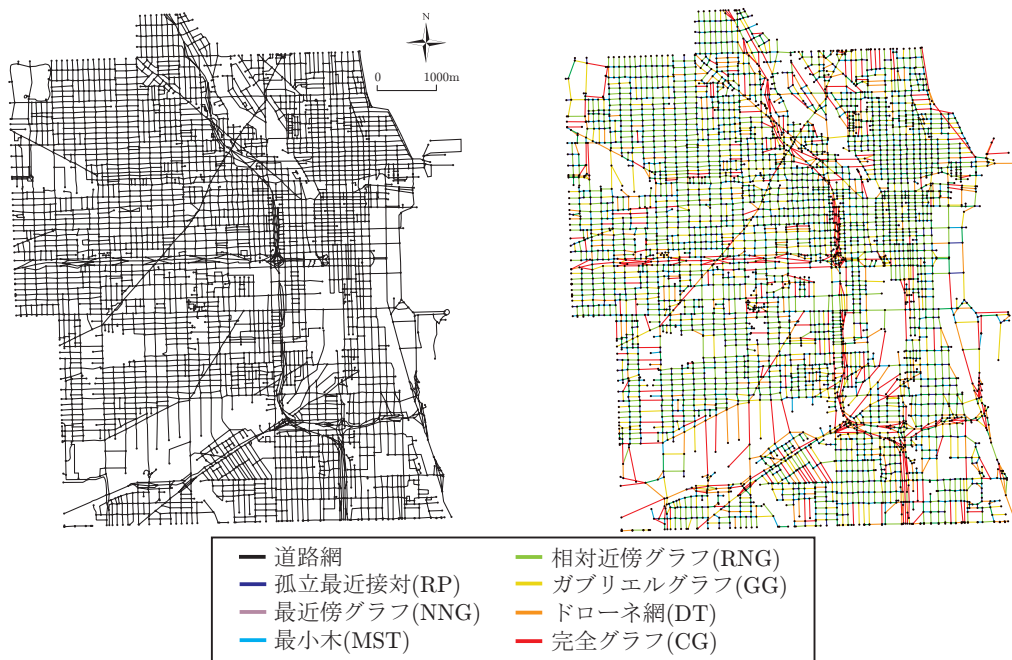 N
0 1000m
道路網
孤立最近接対(RP)
最近傍グラフ(NNG)
最小木(MST)
相対近傍グラフ(RNG)
ガブリエルグラフ(GG)
ドローネ網(DT)
完全グラフ(CG)